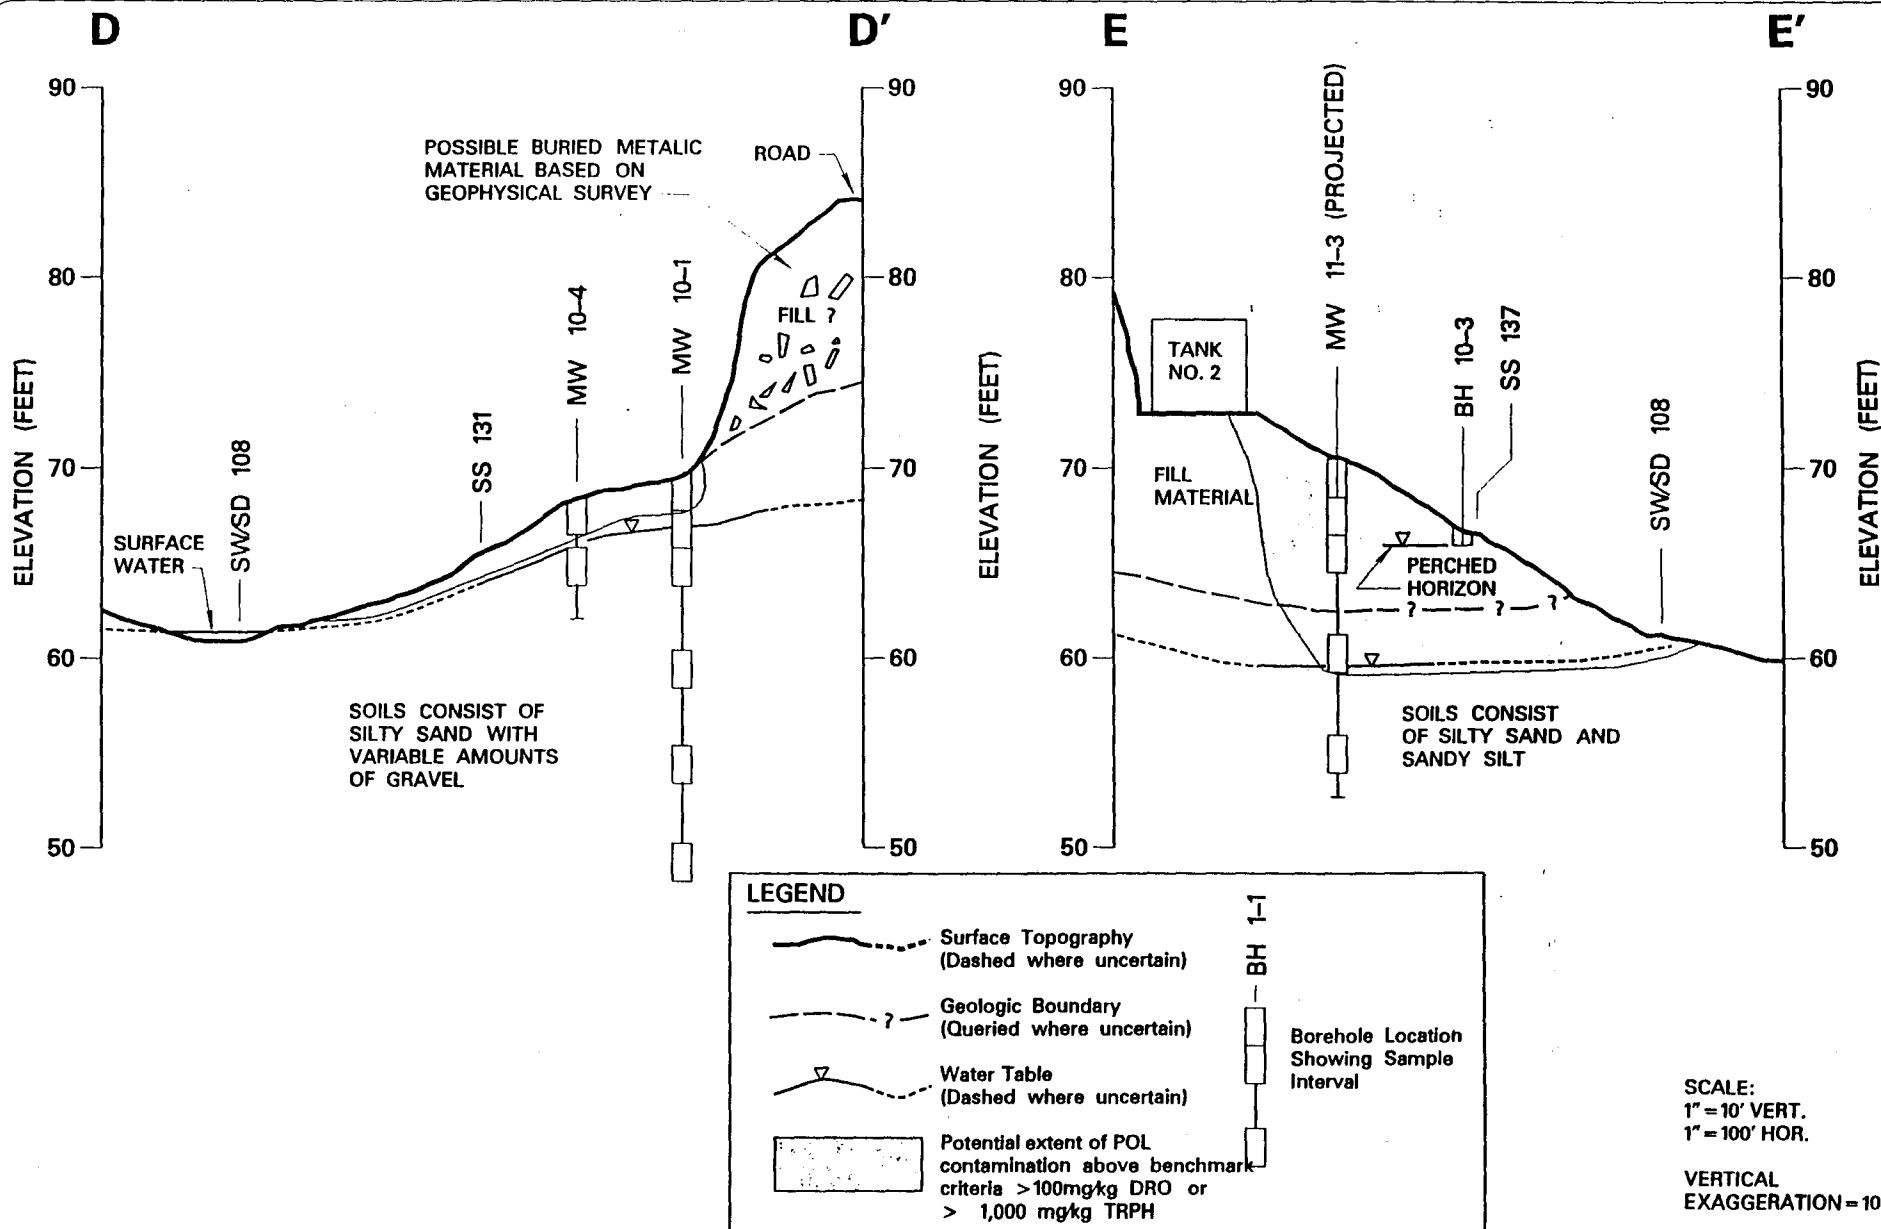 D
D'
E
E'
90
80
70
60
50
ELEVATION (FEET)
POSSIBLE BURIED METALIC
MATERIAL BASED ON
GEOPHYSICAL SURVEY
ROAD
FILL ?
MW 10-4
MW 10-1
SS 131
SW/SD 108
SURFACE
WATER
SOILS CONSIST OF
SILTY SAND WITH
VARIABLE AMOUNTS
OF GRAVEL
90
80
70
60
50
ELEVATION (FEET)
90
80
70
60
50
TANK
NO. 2
FILL
MATERIAL
MW 11-3 (PROJECTED)
BH 10-3
SS 137
SW/SD 108
PERCHED
HORIZON
? ? ?
SOILS CONSIST
OF SILTY SAND AND
SANDY SILT
90
80
70
60
50
ELEVATION (FEET)
LEGEND
Surface Topography
(Dashed where uncertain)
?
Geologic Boundary
(Queried where uncertain)
Water Table
(Dashed where uncertain)
Potential extent of POL
contamination above benchmark
criteria >100mg/kg DRO or
> 1,000 mg/kg TRPH
BH 1-1
Borehole Location
Showing Sample
Interval
SCALE:
1" = 10' VERT.
1" = 100' HOR.
VERTICAL
EXAGGERATION = 10